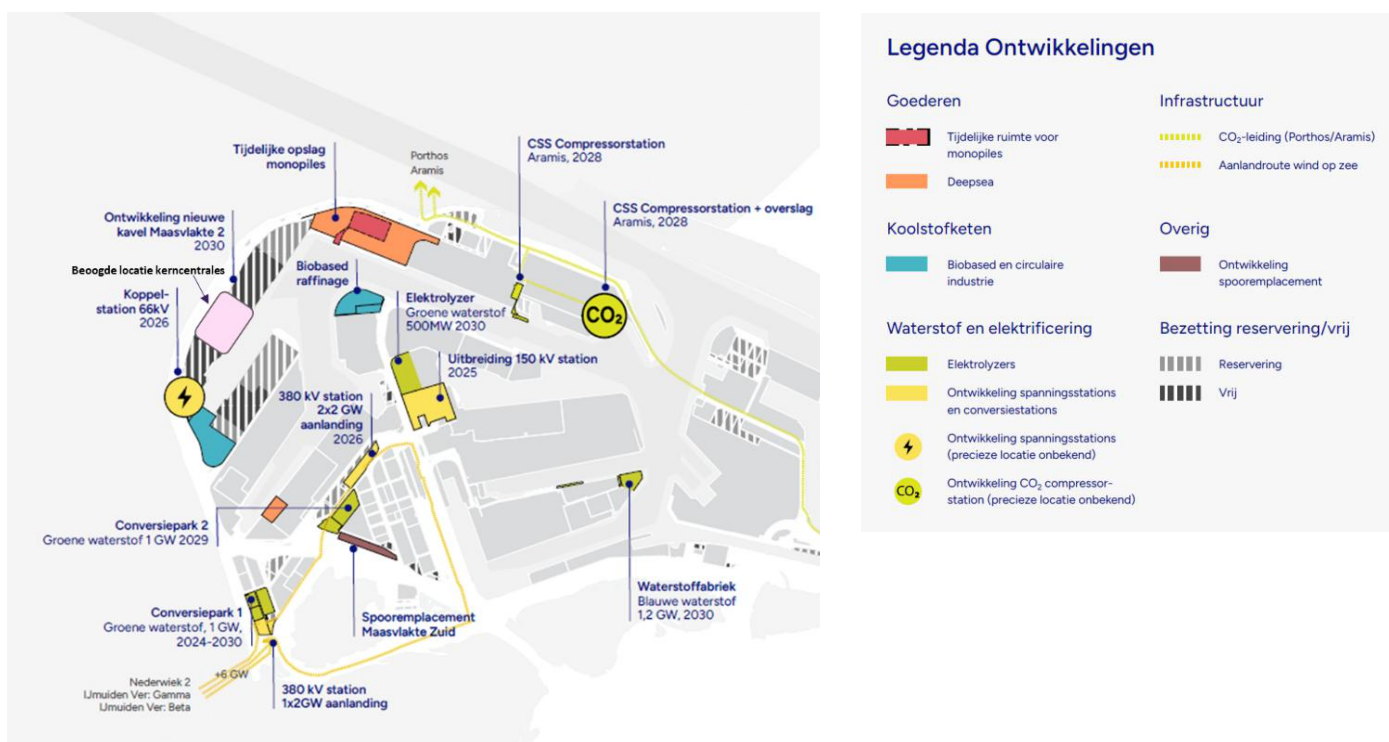 Tijdelijke opslag
monopiles
Porthos
Aramis
CSS Compressorstation
Aramis, 2028
CSS Compressorstation + overslag
Aramis, 2028
Ontwikkeling nieuwe
kavel Maasvlakte 2
2030
Beoogde locatie kerncentrales
Koppel-
station 66kV
2026
Biobased
raffinage
Elektrolyzer
Groene waterstof
500MW 2030
CO₂
Uitbreiding 150 kV station
2025
380 kV station
2x2 GW
aanlanding
2026
Conversiepark 2
Groene waterstof 1 GW 2029
Conversiepark 1
Groene waterstof, 1 GW,
2024-2030
Spooremplacement
Maasvlakte Zuid
Waterstoffabriek
Blauwe waterstof
1,2 GW, 2030
+6 GW
Nederwiek 2
IJmuiden Ver: Gamma
IJmuiden Ver: Beta
380 kV station
1x2GW aanlanding
Legenda Ontwikkelingen
Goederen
Tijdelijke ruimte voor
monopiles
Deepsea
Koolstofketen
Biobased en circulaire
industrie
Waterstof en elektrificering
Elektrolyzers
Ontwikkeling spanningsstations
en conversiestations
Ontwikkeling spanningsstations
(precieze locatie onbekend)
CO₂
Ontwikkeling CO₂ compressor-
station (precieze locatie onbekend)
Infrastructuur
CO₂-leiding (Porthos/Aramis)
Aanlandroute wind op zee
Overig
Ontwikkeling
spooremplacement
Bezetting reservering/vrij
Reservering
Vrij